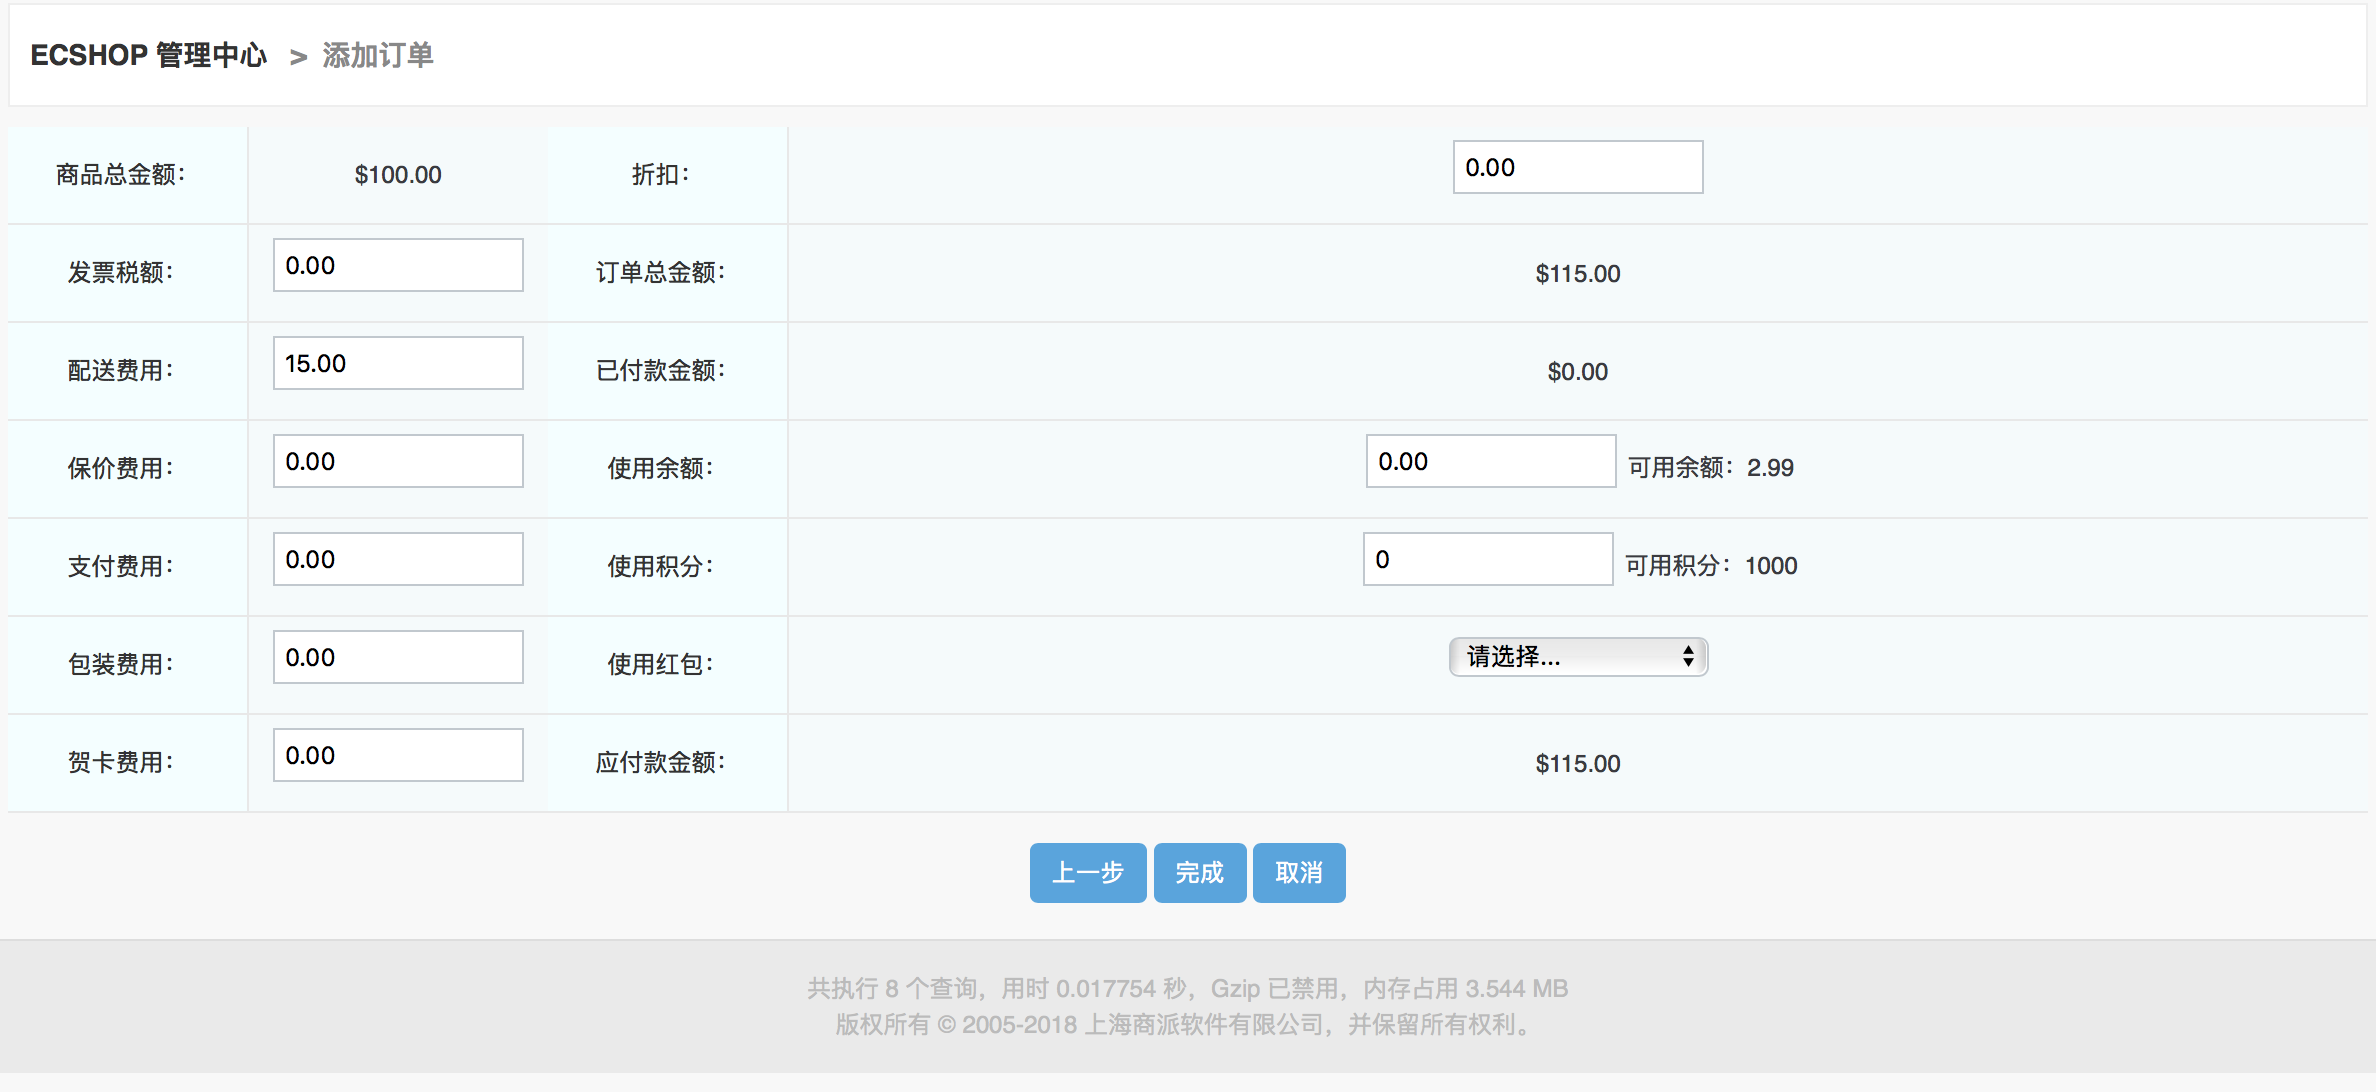 ECSHOP 管理中心 > 添加订单
商品总金额： $100.00 折扣： 0.00
发票税额： 0.00 订单总金额： $115.00
配送费用： 15.00 已付款金额： $0.00
保价费用： 0.00 使用余额： 0.00 可用余额：2.99
支付费用： 0.00 使用积分： 0 可用积分：1000
包装费用： 0.00 使用红包： 请选择...
贺卡费用： 0.00 应付款金额： $115.00
上一步 完成 取消
共执行 8 个查询，用时 0.017754 秒，Gzip 已禁用，内存占用 3.544 MB
版权所有 © 2005-2018 上海商派软件有限公司，并保留所有权利。